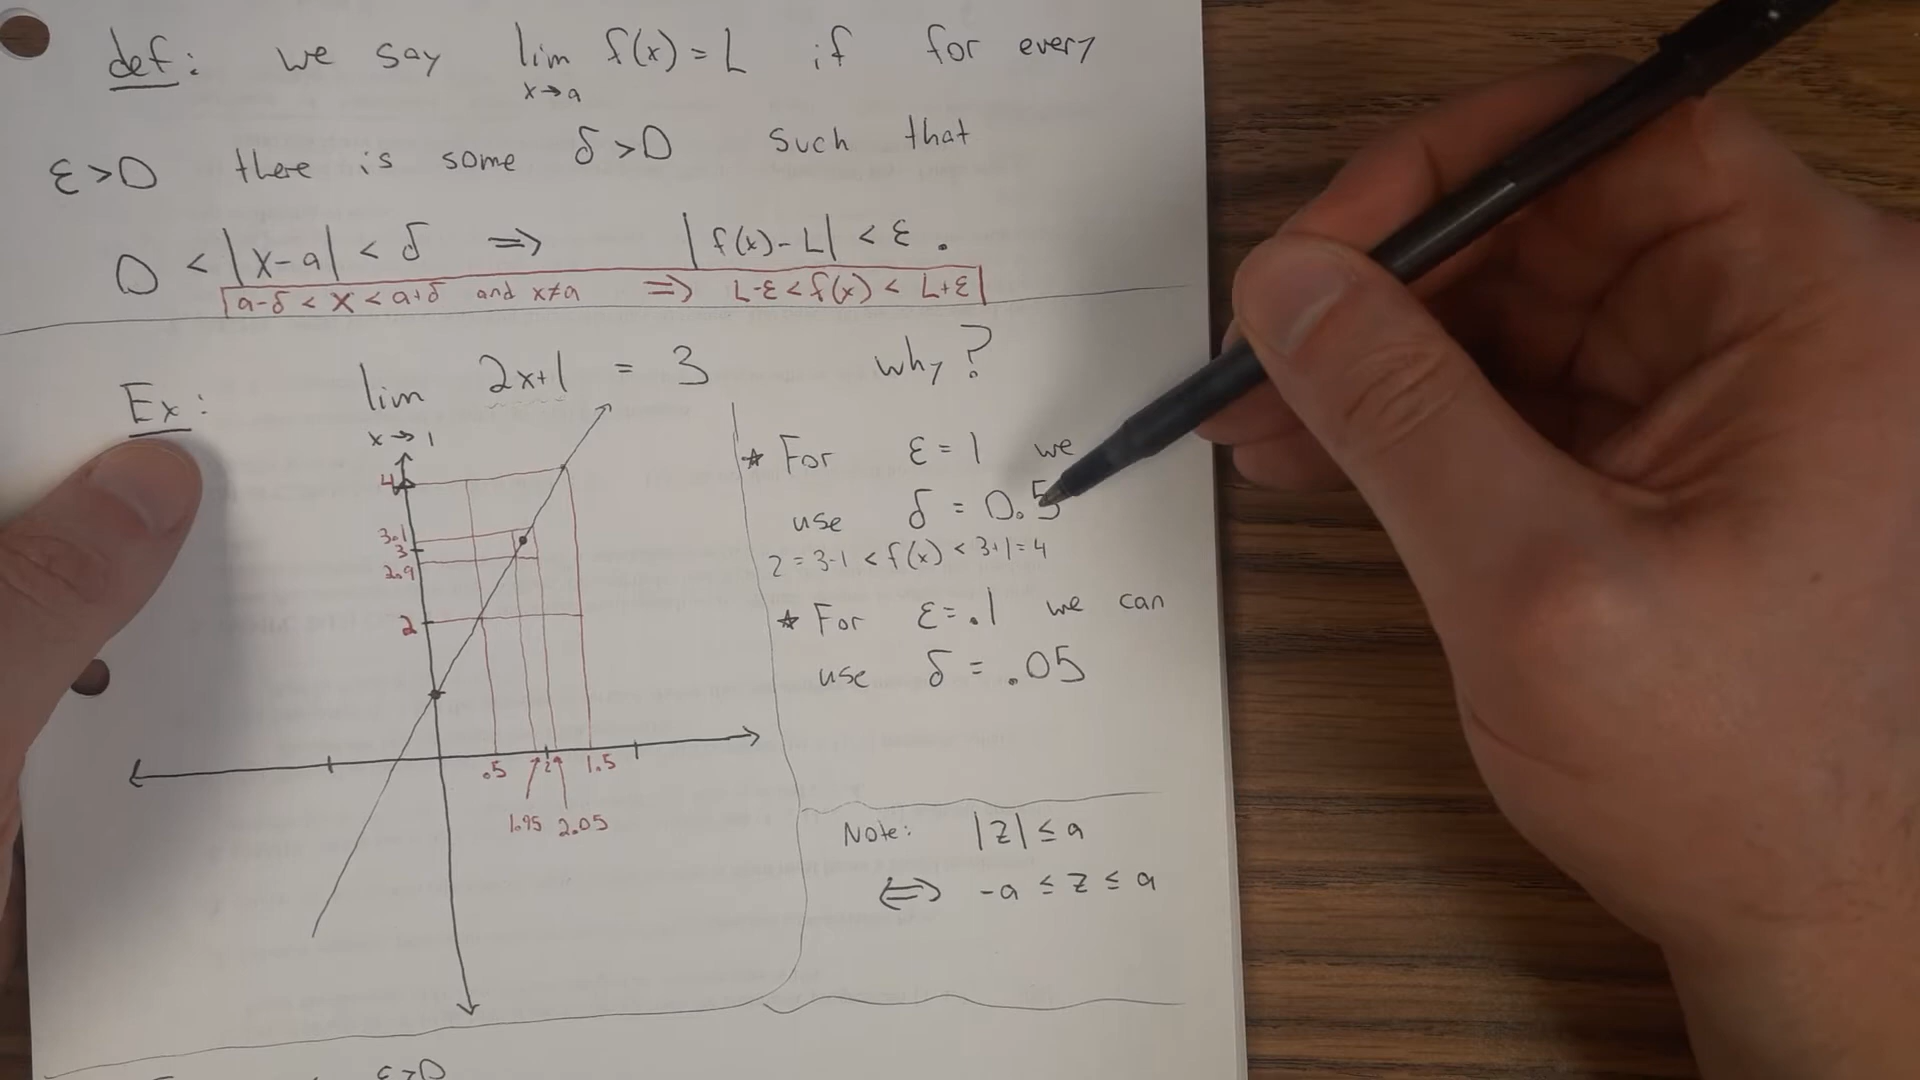 def: we say lim f(x) = L if for every
x→a
ε>0 there is some δ>0 such that
0 < |x-a| < δ ⇒ |f(x)-L| < ε.
a-δ < x < a+δ and x≠a ⇒ L-ε < f(x) < L+ε
Ex: lim 2x+1 = 3 why?
x→1
4
3.1
3
2.9
2
.5
1.5
1.95 2.05
* For ε = 1 we
use δ = 0.5
2 = 3-1 < f(x) < 3+1 = 4
* For ε = .1 we can
use δ = .05
Note: |z| ≤ a
⇔ -a ≤ z ≤ a
ε>0